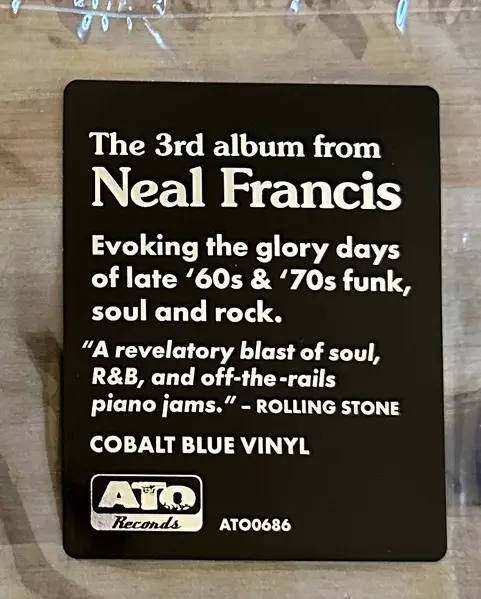 The 3rd album from
Neal Francis
Evoking the glory days
of late ‘60s & ‘70s funk,
soul and rock.
“A revelatory blast of soul,
R&B, and off-the-rails
piano jams.” – ROLLING STONE
COBALT BLUE VINYL
ATO
Records
ATO0686